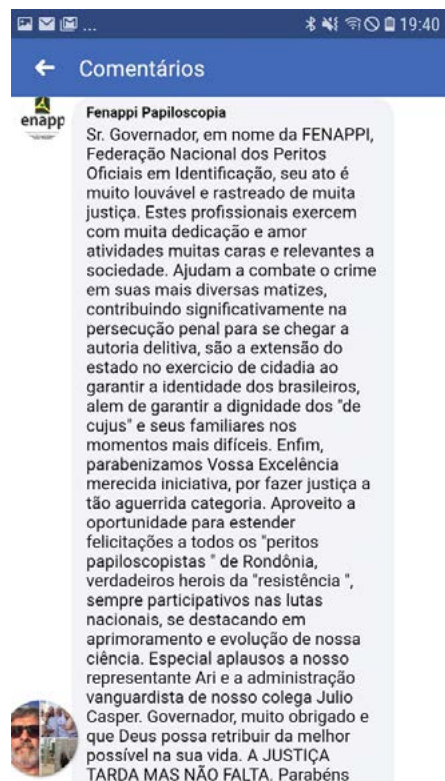 ... 19:40
Comentários
enapp
Fenappi Papiloscopia
Sr. Governador, em nome da FENAPPI,
Federação Nacional dos Peritos
Oficiais em Identificação, seu ato é
muito louvável e rastreado de muita
justiça. Estes profissionais exercem
com muita dedicação e amor
atividades muitas caras e relevantes a
sociedade. Ajudam a combate o crime
em suas mais diversas matizes,
contribuindo significativamente na
persecução penal para se chegar a
autoria delitiva, são a extensão do
estado no exercicio de cidadia ao
garantir a identidade dos brasileiros,
alem de garantir a dignidade dos "de
cujus" e seus familiares nos
momentos mais difíceis. Enfim,
parabenizamos Vossa Excelência
merecida iniciativa, por fazer justiça a
tão aguerrida categoria. Aproveito a
oportunidade para estender
felicitações a todos os "peritos
papiloscopistas " de Rondônia,
verdadeiros herois da "resistência ",
sempre participativos nas lutas
nacionais, se destacando em
aprimoramento e evolução de nossa
ciência. Especial aplausos a nosso
representante Ari e a administração
vanguardista de nosso colega Julio
Casper. Governador, muito obrigado e
que Deus possa retribuir da melhor
possível na sua vida. A JUSTIÇA
TARDA MAS NÃO FALTA. Parabéns